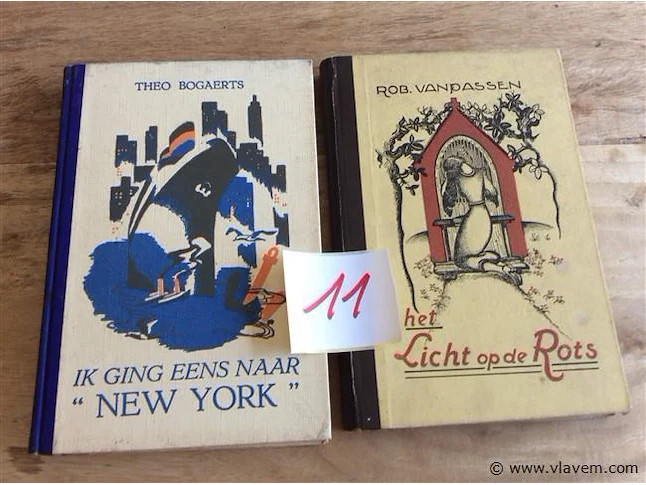 THEO BOGAERTS
IK GING EENS NAAR
“ NEW YORK ”
ROB. VANPASSEN
het
Licht op de Rots
11
© www.vlavem.com